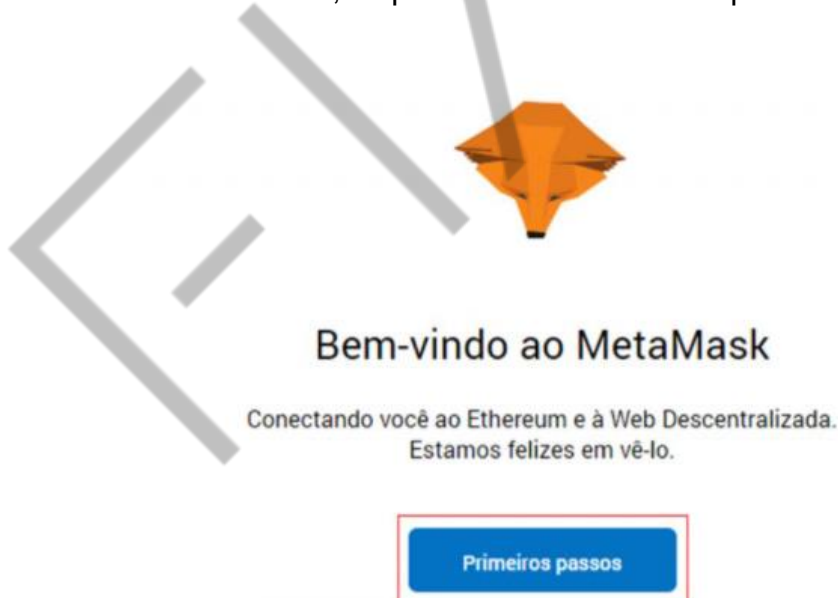 Bem-vindo ao MetaMask
Conectando você ao Ethereum e à Web Descentralizada.
Estamos felizes em vê-lo.
Primeiros passos